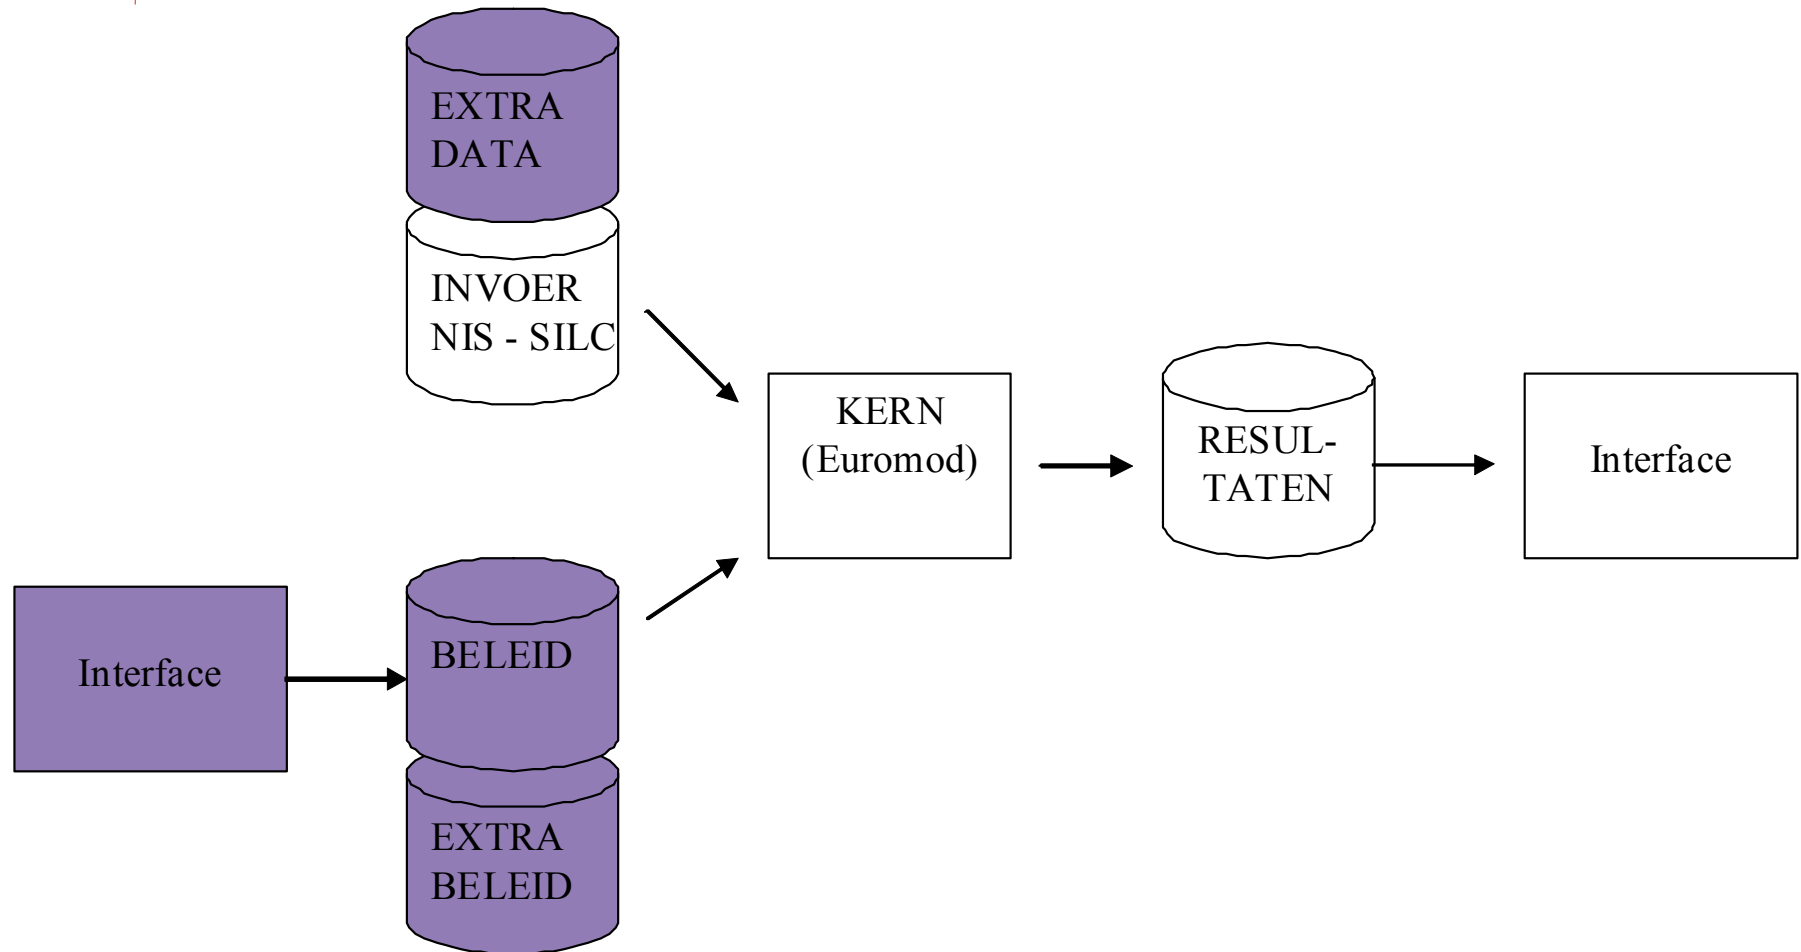 EXTRA
DATA
INVOER
NIS - SILC
KERN
(Euromod)
RESUL-
TATEN
Interface
Interface
BELEID
EXTRA
BELEID